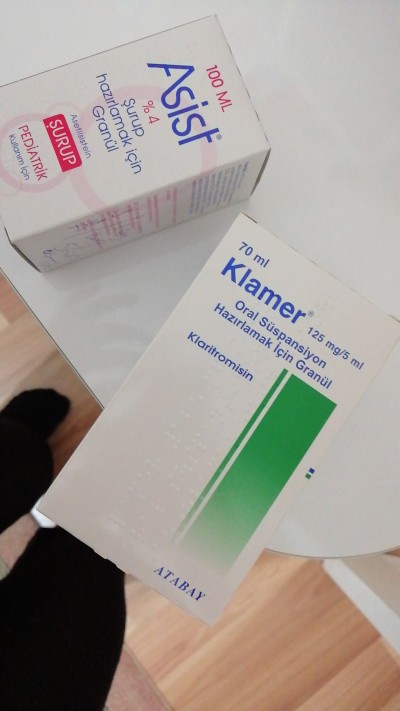 100 ML
Asist®
% 4
Şurup
hazırlamak için
Granül
Asetilsistein
ŞURUP
PEDİATRİK
Kullanım İçin
70 ml
Klamer® 125 mg/5 ml
Oral Süspansiyon
Hazırlamak İçin Granül
Klaritromisin
ATABAY